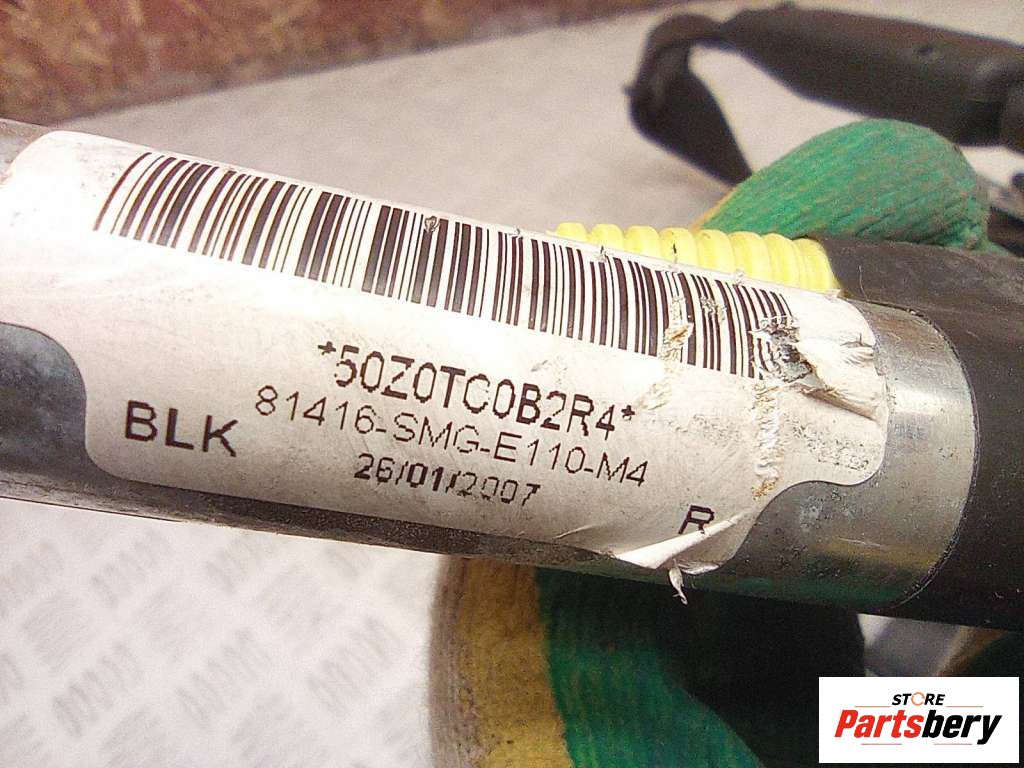 *50Z0TC0B2R4*
81416-SMG-E110-M4
BLK
26/01/2007
R
STORE
Partsbery